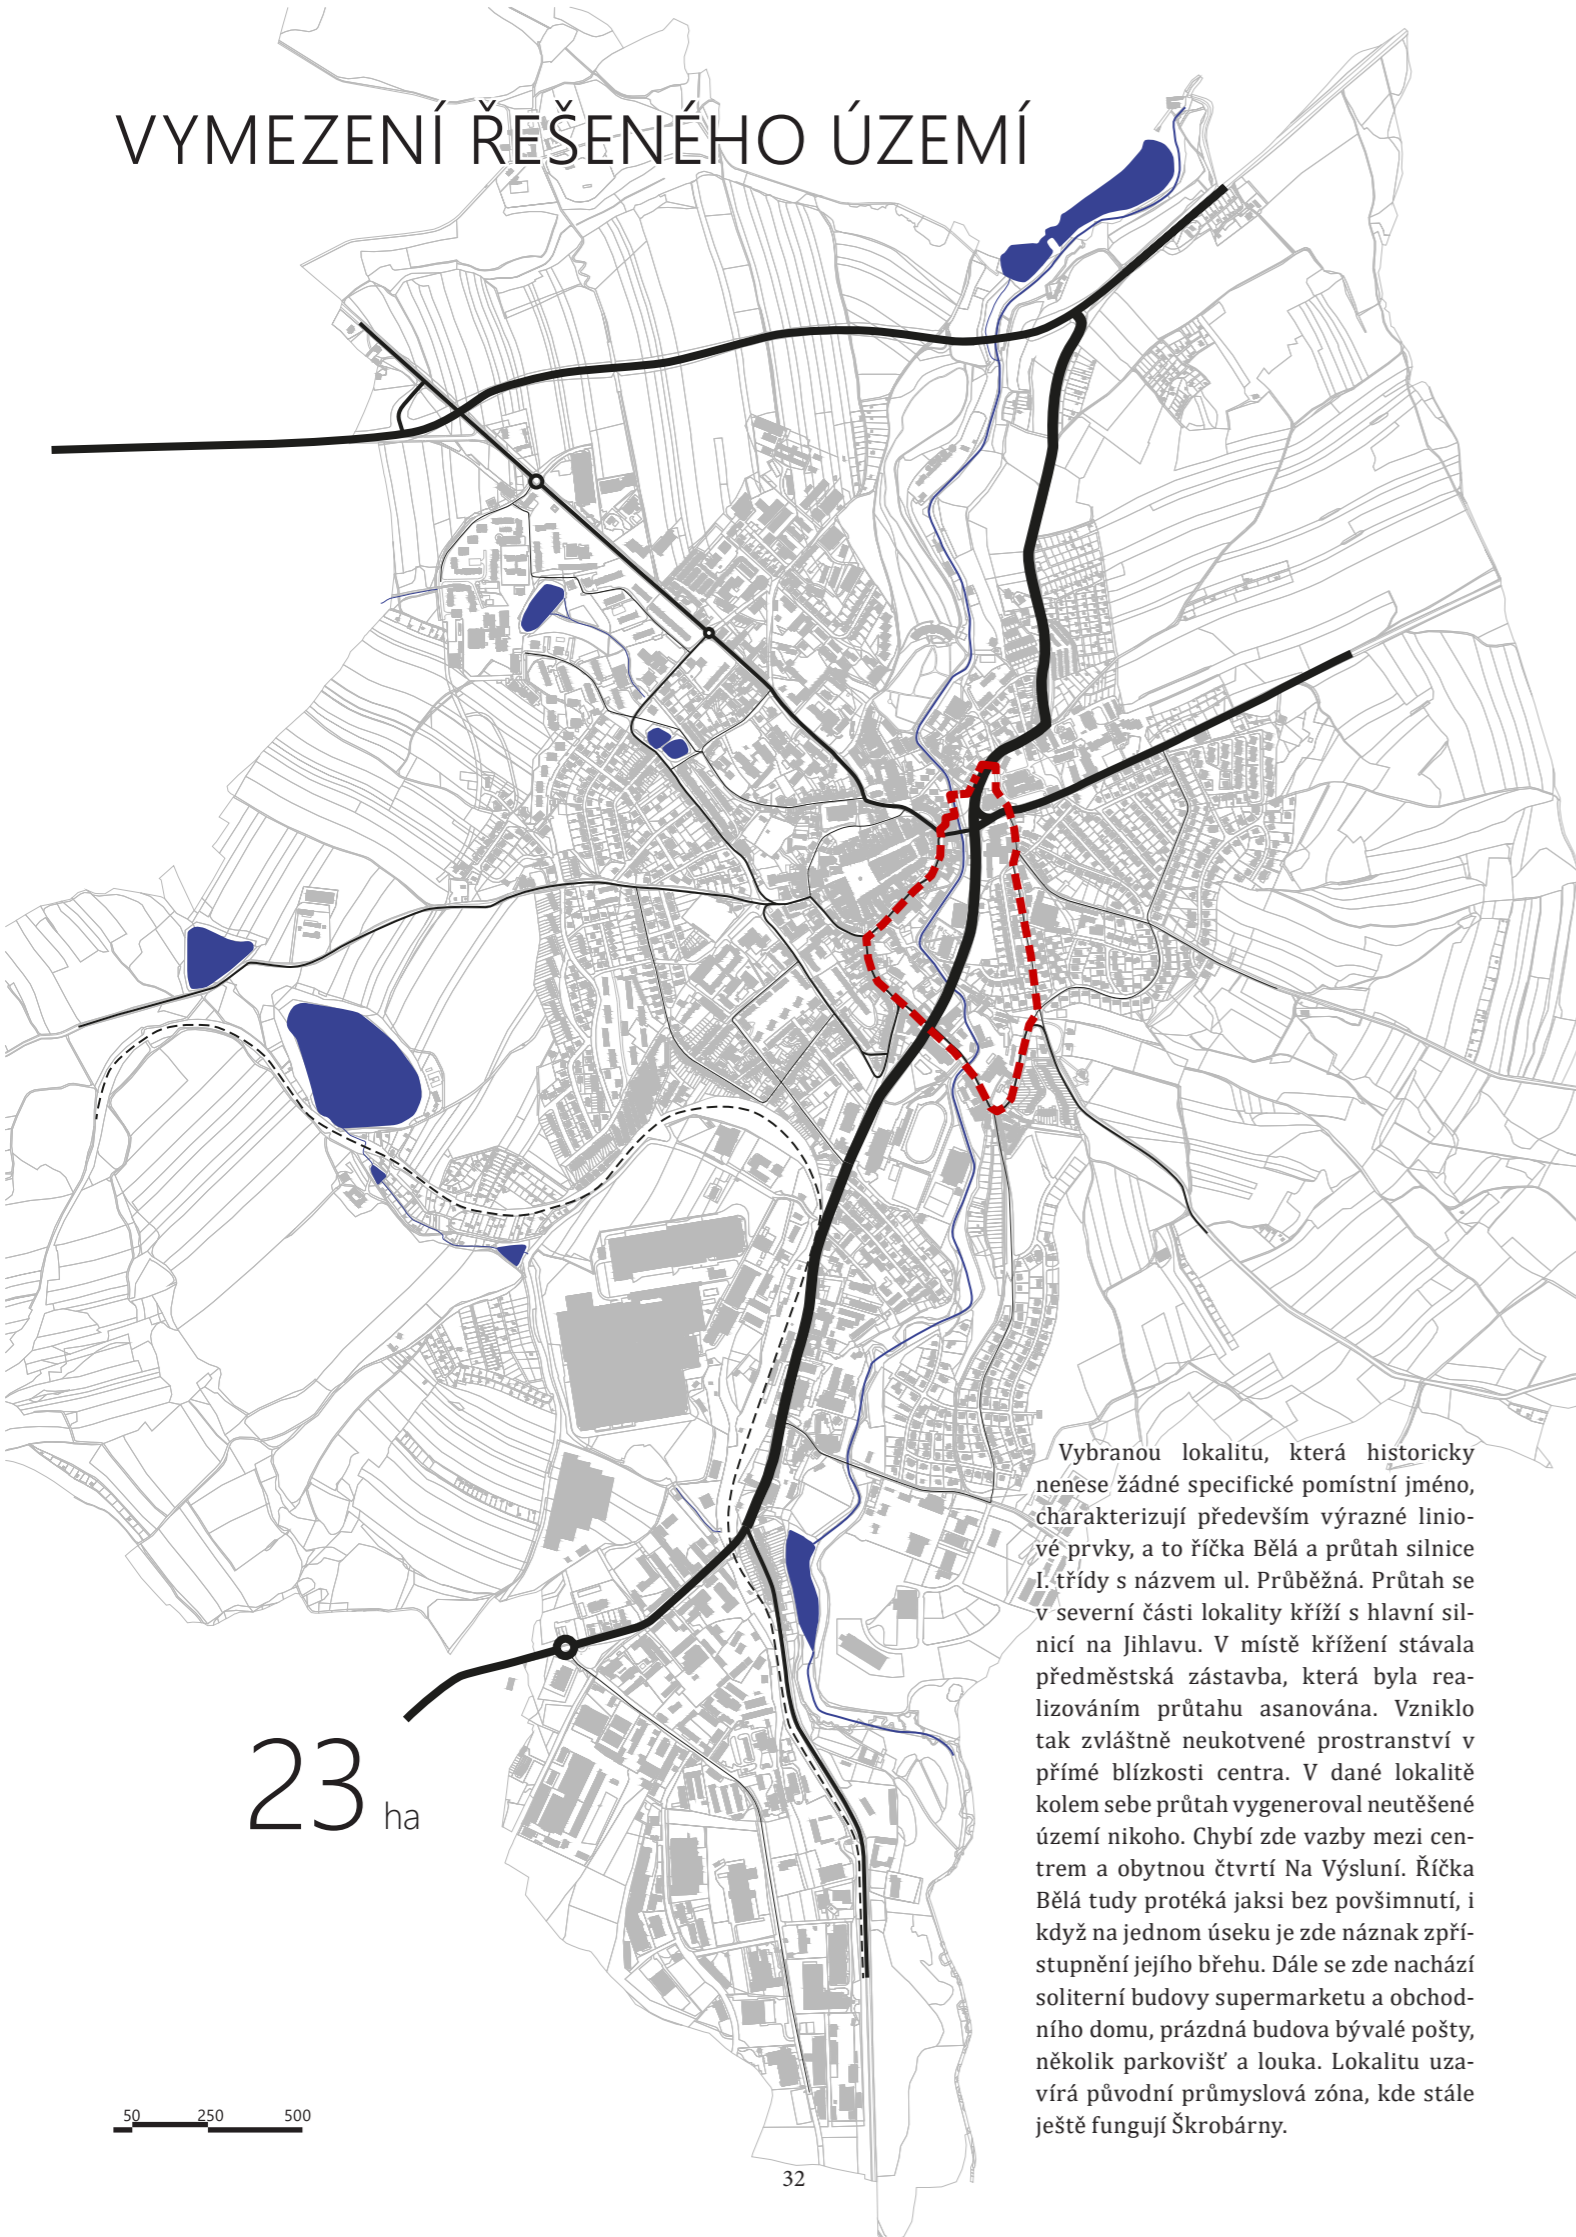 VYMEZENÍ ŘEŠENÉHO ÚZEMÍ
Vybranou lokalitu, která historicky
nenese žádné specifické pomístní jméno,
charakterizují především výrazné linio-
vé prvky, a to říčka Bělá a průtah silnice
I. třídy s názvem ul. Průběžná. Průtah se
v severní části lokality kříží s hlavní sil-
nicí na Jihlavu. V místě křížení stávala
předměstská zástavba, která byla rea-
lizováním průtahu asanována. Vzniklo
tak zvláštně neukotvené prostranství v
přímé blízkosti centra. V dané lokalitě
kolem sebe průtah vygeneroval neutěšené
území nikoho. Chybí zde vazby mezi cen-
trem a obytnou čtvrtí Na Výsluní. Říčka
Bělá tudy protéká jaksi bez povšimnutí, i
když na jednom úseku je zde náznak zpří-
stupnění jejího břehu. Dále se zde nachází
soliterní budovy supermarketu a obchod-
ního domu, prázdná budova bývalé pošty,
několik parkovišť a louka. Lokalitu uza-
vírá původní průmyslová zóna, kde stále
ještě fungují Škrobárny.
23 ha
50 250 500
32